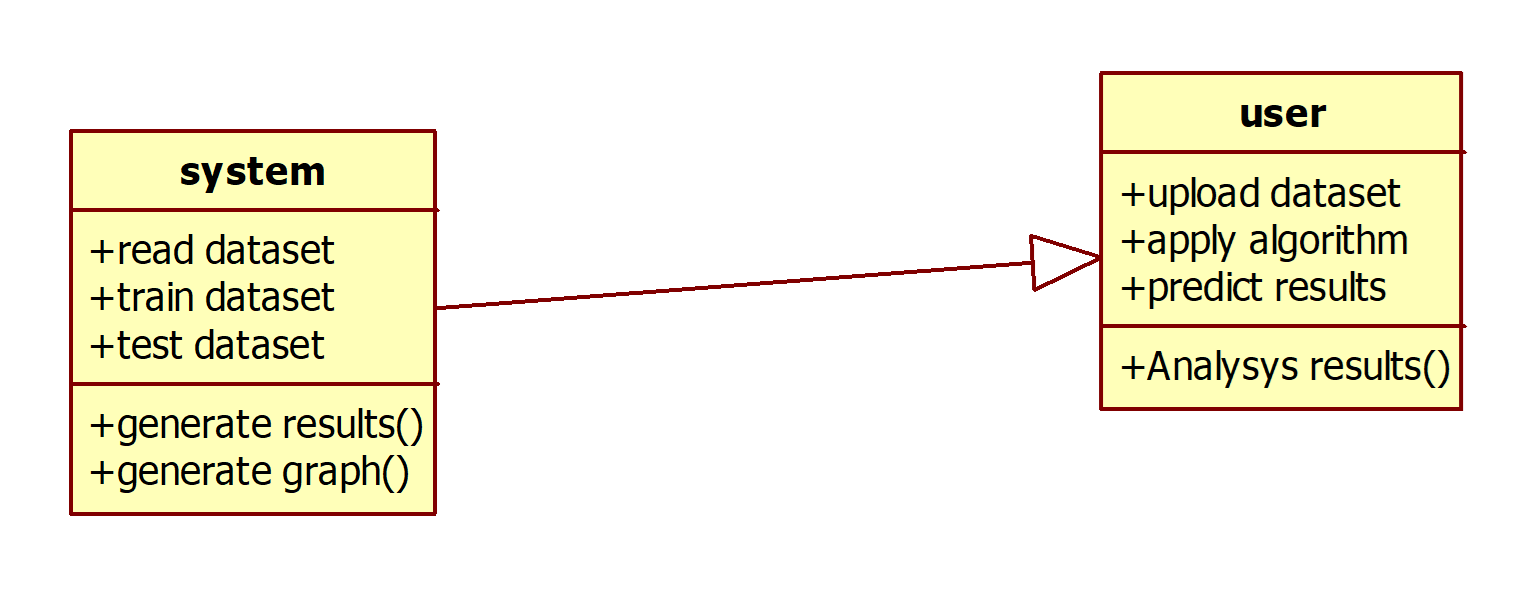 system
+read dataset
+train dataset
+test dataset
+generate results()
+generate graph()
user
+upload dataset
+apply algorithm
+predict results
+Analysys results()